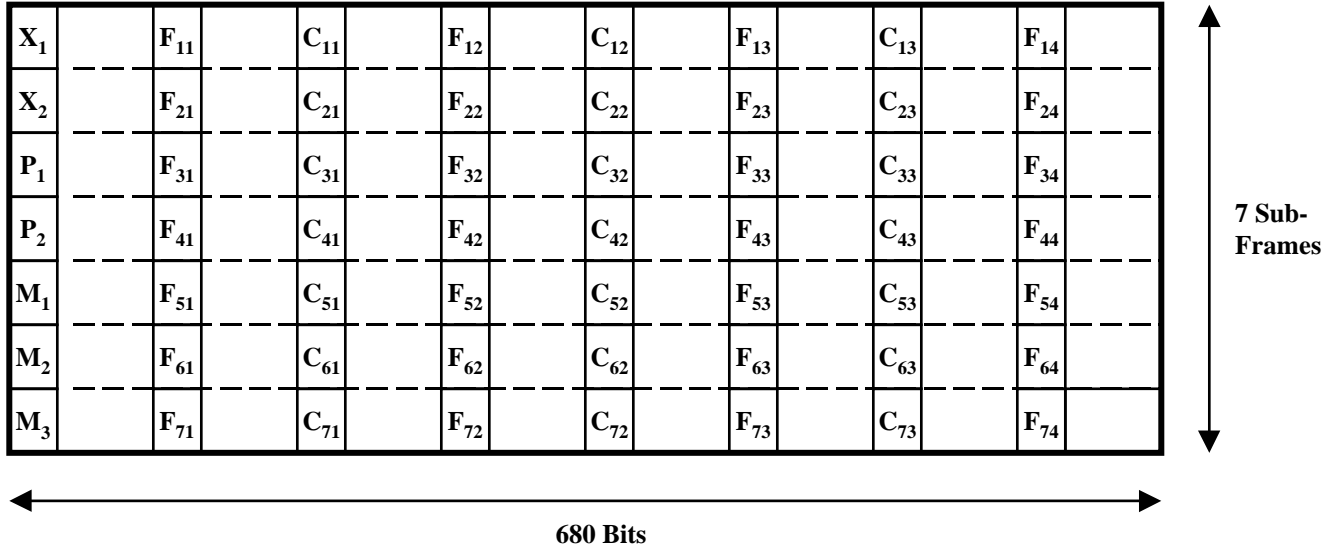 X₁ F₁₁ C₁₁ F₁₂ C₁₂ F₁₃ C₁₃ F₁₄
X₂ F₂₁ C₂₁ F₂₂ C₂₂ F₂₃ C₂₃ F₂₄
P₁ F₃₁ C₃₁ F₃₂ C₃₂ F₃₃ C₃₃ F₃₄
P₂ F₄₁ C₄₁ F₄₂ C₄₂ F₄₃ C₄₃ F₄₄
M₁ F₅₁ C₅₁ F₅₂ C₅₂ F₅₃ C₅₃ F₅₄
M₂ F₆₁ C₆₁ F₆₂ C₆₂ F₆₃ C₆₃ F₆₄
M₃ F₇₁ C₇₁ F₇₂ C₇₂ F₇₃ C₇₃ F₇₄
7 Sub-
Frames
680 Bits